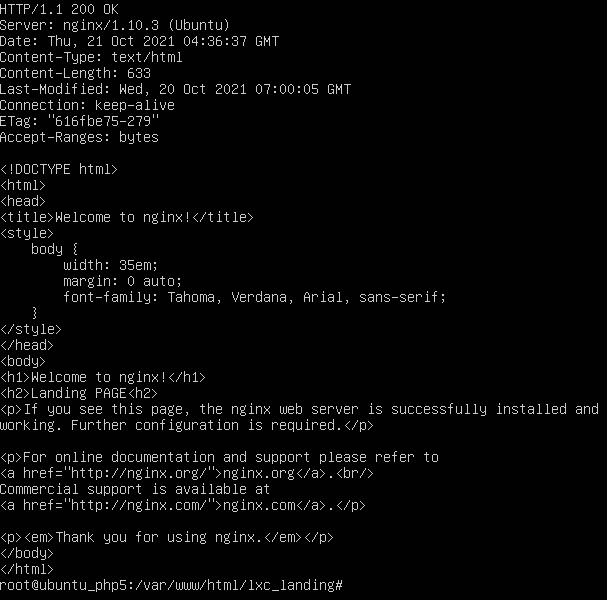 HTTP/1.1 200 OK
Server: nginx/1.10.3 (Ubuntu)
Date: Thu, 21 Oct 2021 04:36:37 GMT
Content-Type: text/html
Content-Length: 633
Last-Modified: Wed, 20 Oct 2021 07:00:05 GMT
Connection: keep-alive
ETag: "616fbe75-279"
Accept-Ranges: bytes

<!DOCTYPE html>
<html>
<head>
<title>Welcome to nginx!</title>
<style>
    body {
        width: 35em;
        margin: 0 auto;
        font-family: Tahoma, Verdana, Arial, sans-serif;
    }
</style>
</head>
<body>
<h1>Welcome to nginx!</h1>
<h2>Landing PAGE<h2>
<p>If you see this page, the nginx web server is successfully installed and
working. Further configuration is required.</p>

<p>For online documentation and support please refer to
<a href="http://nginx.org/">nginx.org</a>.<br/>
Commercial support is available at
<a href="http://nginx.com/">nginx.com</a>.</p>

<p><em>Thank you for using nginx.</em></p>
</body>
</html>
root@ubuntu_php5:/var/www/html/lxc_landing#